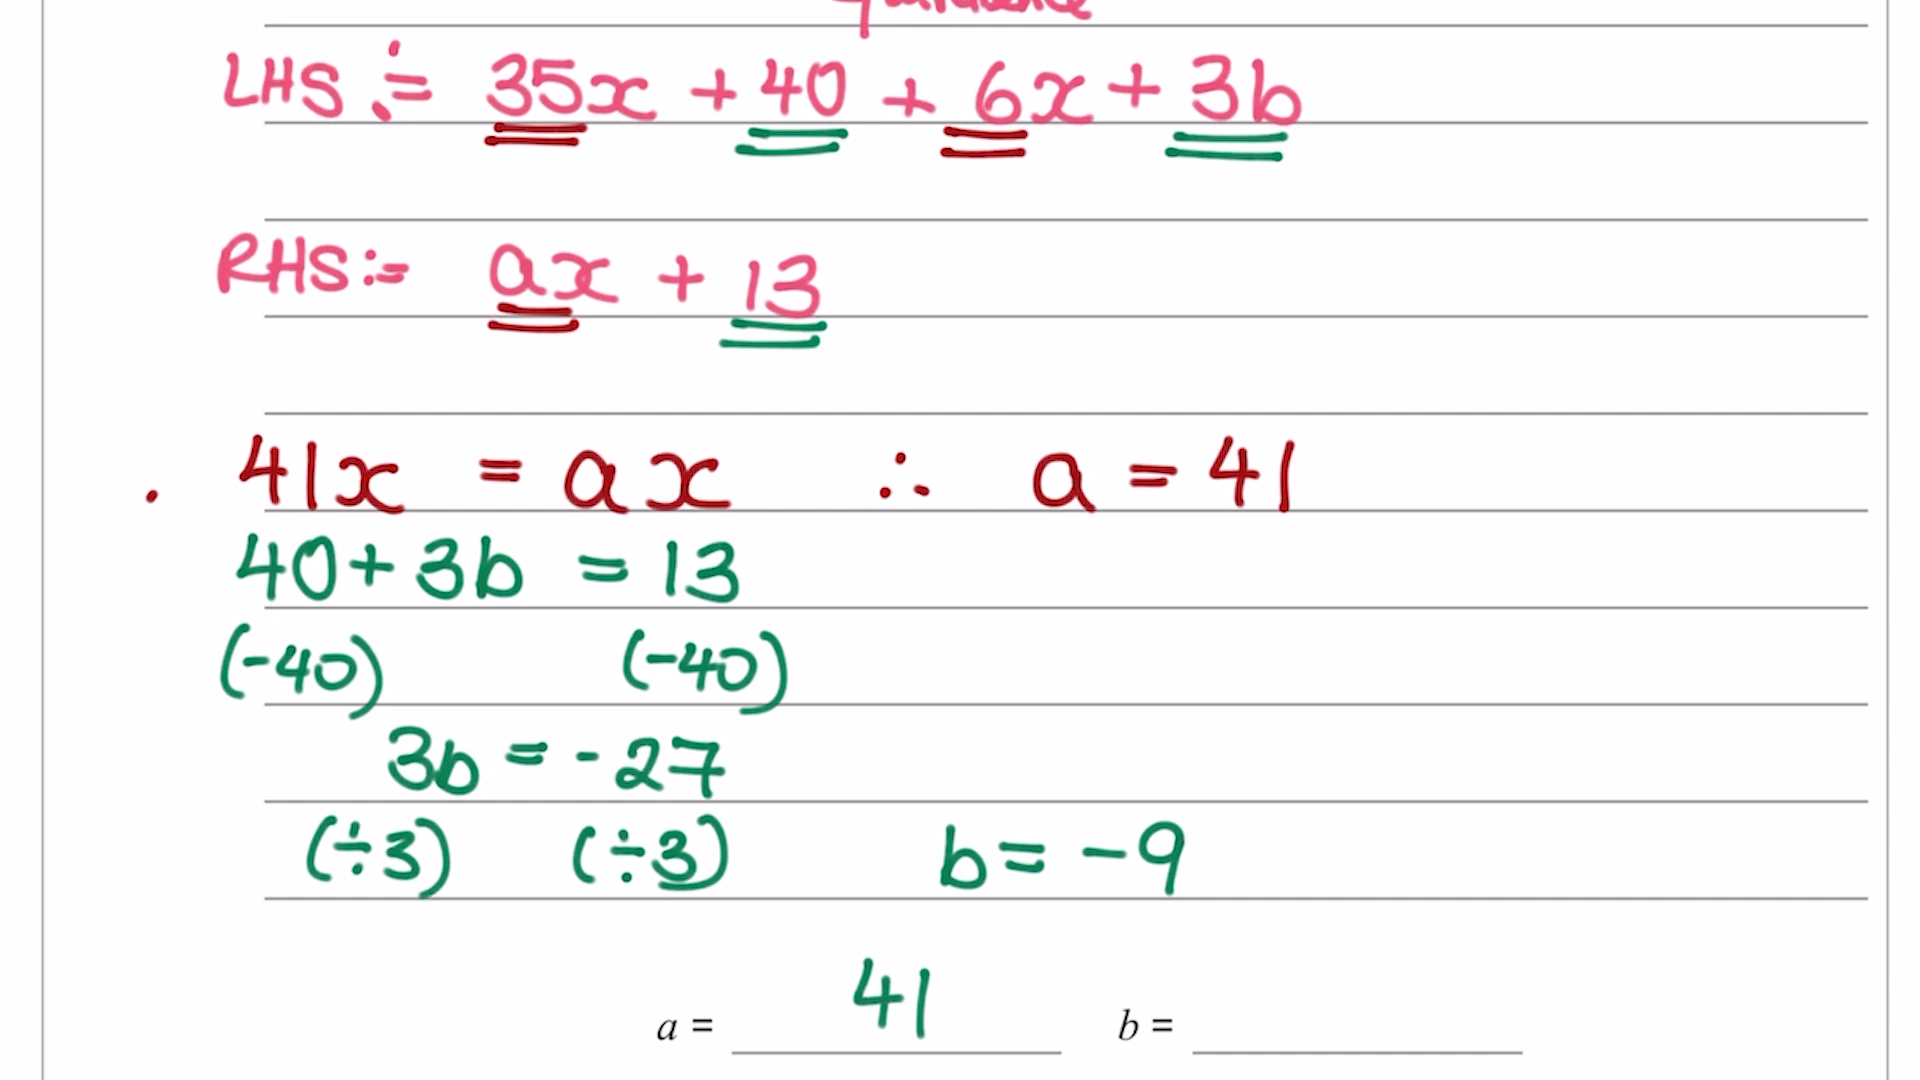 LHS := 35x + 40 + 6x + 3b
RHS := ax + 13
41x = ax ∴ a = 41
40 + 3b = 13
(-40) (-40)
3b = -27
(÷3) (÷3) b = -9
a = 41 b =